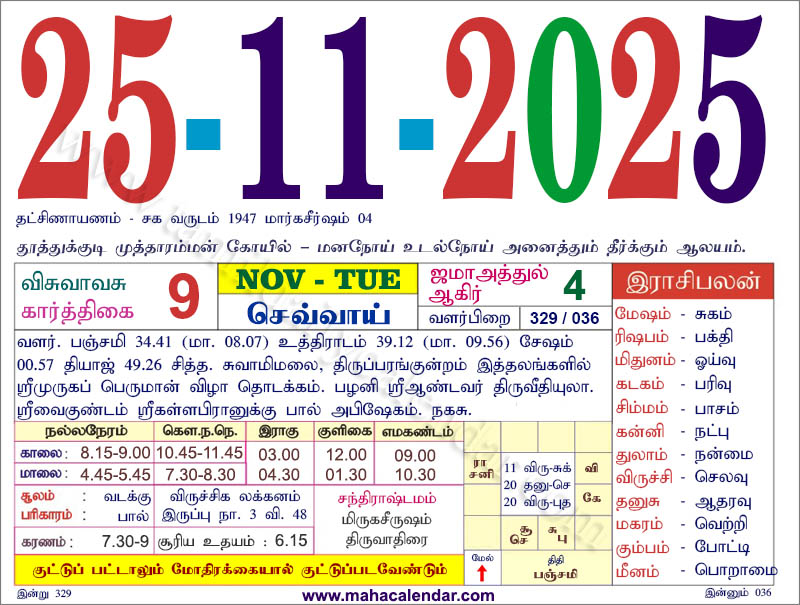 25-11-2025
தட்சிணாயணம் - சக வருடம் 1947 மார்கசீர்ஷம் 04
தூத்துக்குடி முத்தாரம்மன் கோயில் – மனநோய் உடல்நோய் அனைத்தும் தீர்க்கும் ஆலயம்.
விசுவாவசு
கார்த்திகை 9
NOV - TUE
செவ்வாய்
ஜமாஅத்துல்
ஆகிர் 4
வளர்பிறை 329 / 036
வளர். பஞ்சமி 34.41 (மா. 08.07) உத்திராடம் 39.12 (மா. 09.56) சேஷம்
00.57 தியாஜ் 49.26 சித்த. சுவாமிமலை, திருப்பரங்குன்றம் இத்தலங்களில்
ஸ்ரீமுருகப் பெருமான் விழா தொடக்கம். பழனி ஸ்ரீஆண்டவர் திருவீதியுலா.
ஸ்ரீவைகுண்டம் ஸ்ரீகள்ளபிரானுக்கு பால் அபிஷேகம். நகசு.
இராசிபலன்
மேஷம் - சுகம்
ரிஷபம் - பக்தி
மிதுனம் - ஓய்வு
கடகம் - பரிவு
சிம்மம் - பாசம்
கன்னி - நட்பு
துலாம் - நன்மை
விருச்சி - செலவு
தனுசு - ஆதரவு
மகரம் - வெற்றி
கும்பம் - போட்டி
மீனம் - பொறாமை
நல்லநேரம் கௌ.ந.நெ. இராகு குளிகை எமகண்டம்
காலை: 8.15-9.00 10.45-11.45 03.00 12.00 09.00
மாலை: 4.45-5.45 7.30-8.30 04.30 01.30 10.30
சூலம் : வடக்கு
பரிகாரம் : பால்
விருச்சிக லக்கனம்
இருப்பு நா. 3 வி. 48
சந்திராஷ்டமம்
மிருகசீருஷம்
திருவாதிரை
கரணம் : 7.30-9 சூரிய உதயம் : 6.15
ரா
சனி
11 விரு-சுக்
20 தனு-செ
20 விரு-புத
வி
கே
சூ
செ
சு
பு
குட்டுப் பட்டாலும் மோதிரக்கையால் குட்டுப்படவேண்டும்
மேல்
↑
திதி
பஞ்சமி
இன்று 329
www.mahacalendar.com
இன்னும் 036